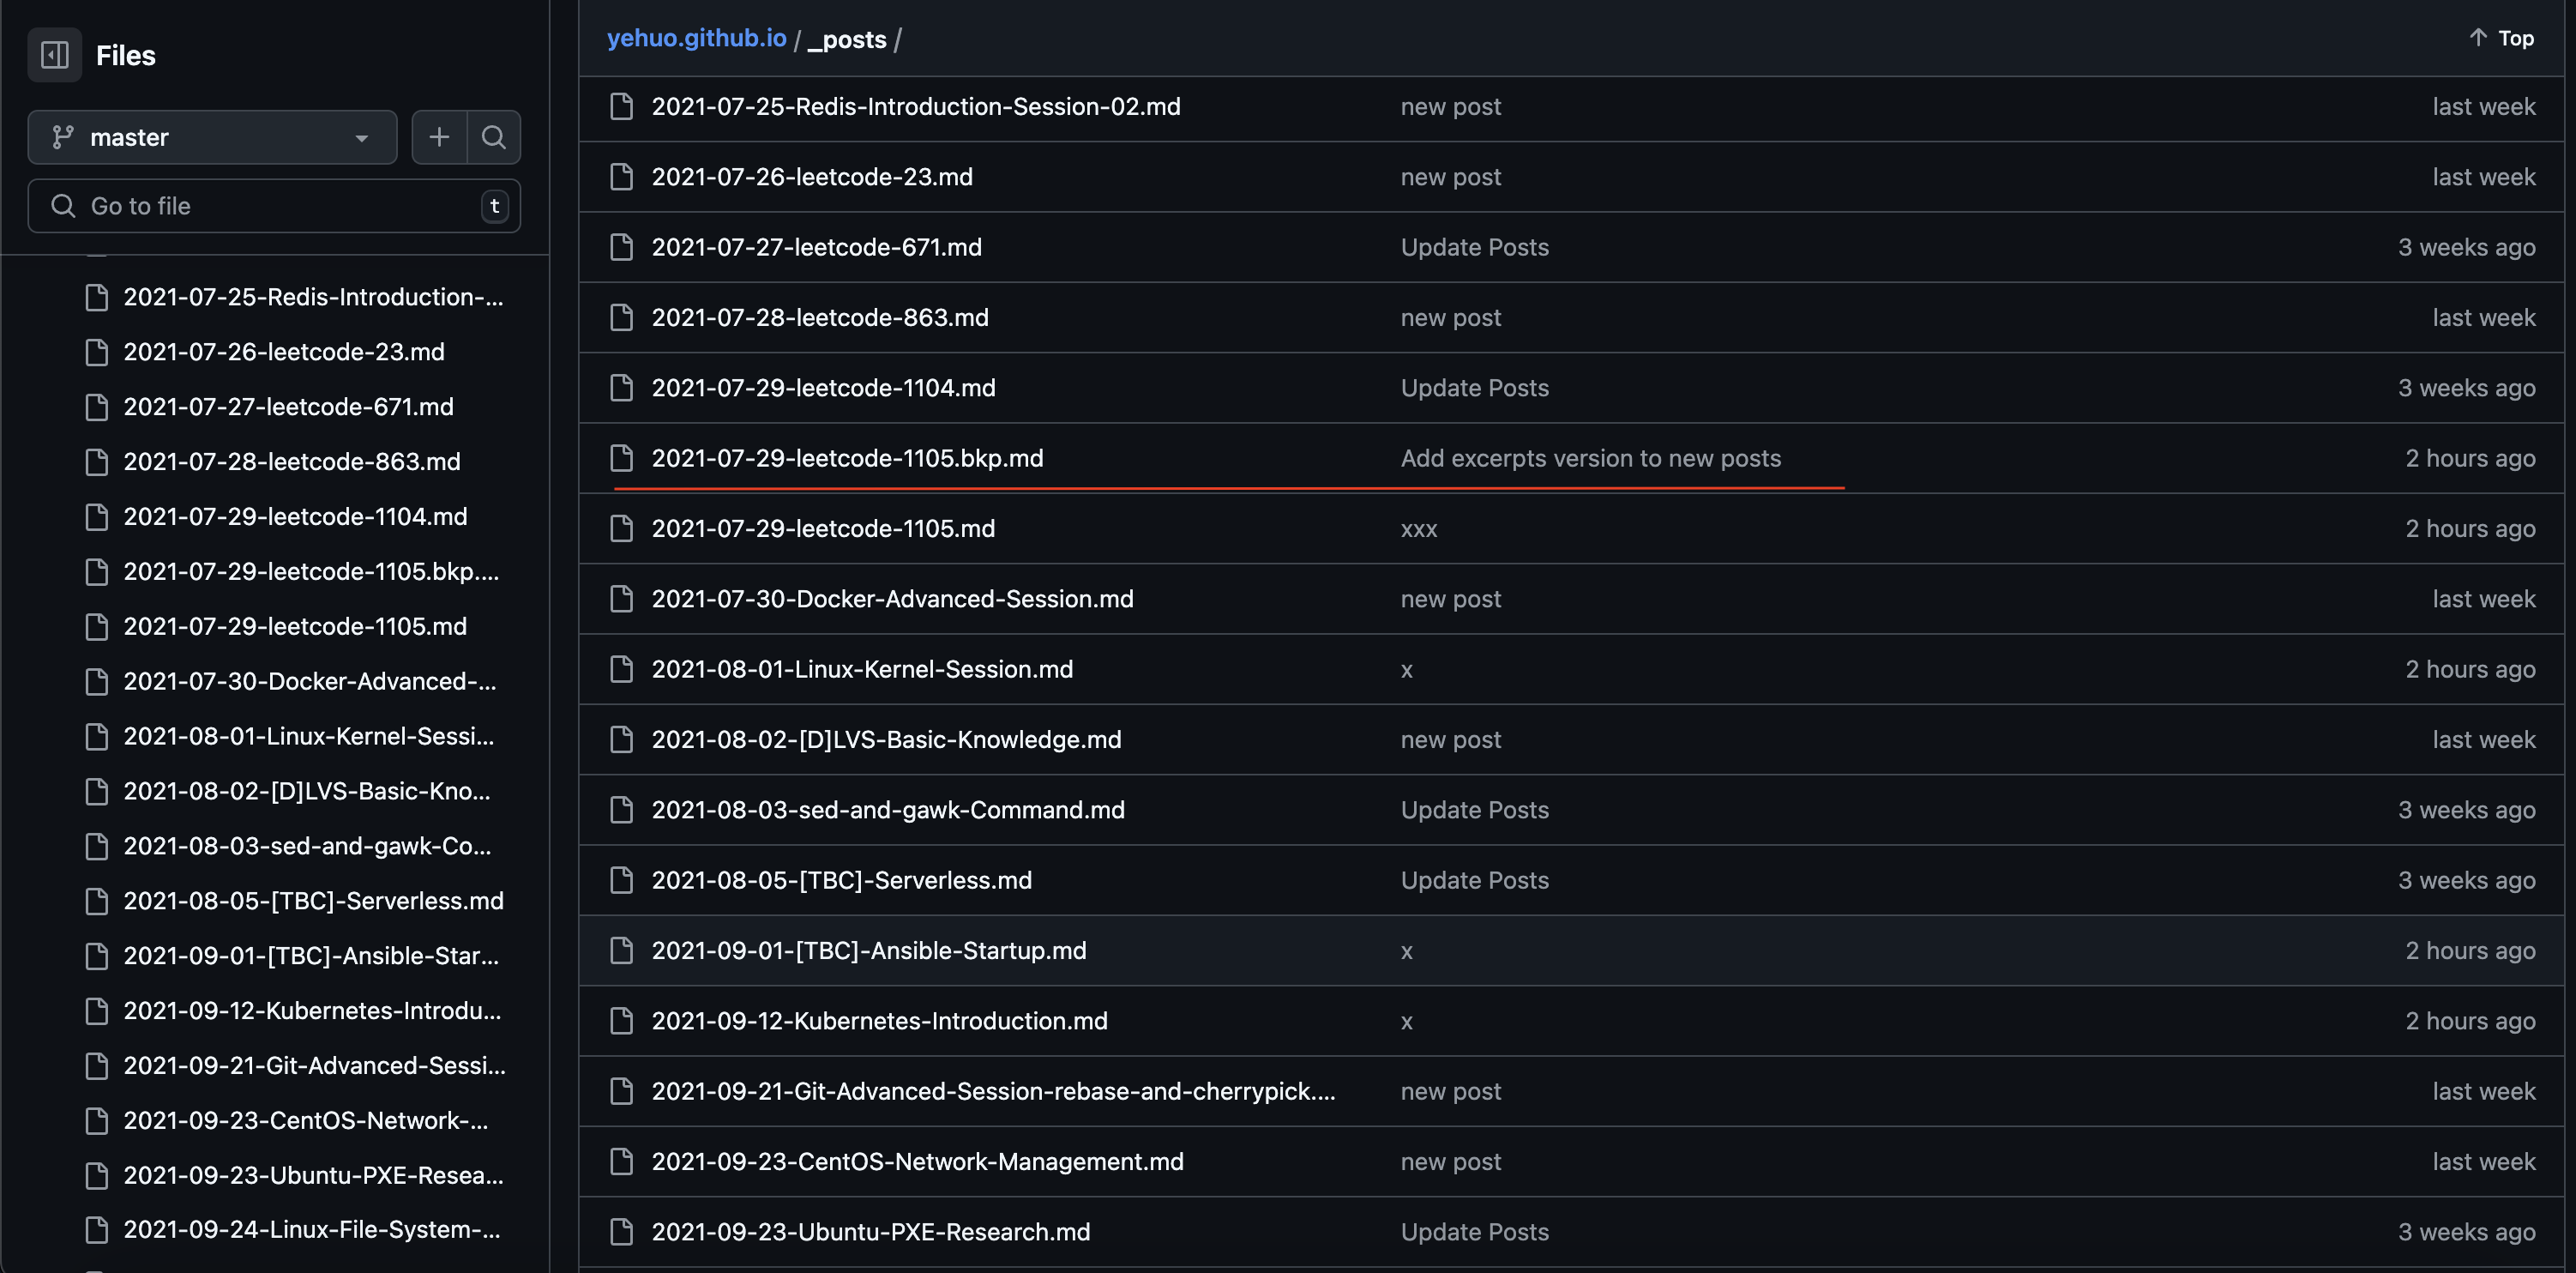 Files
master
Go to file
t
2021-07-25-Redis-Introduction-...
2021-07-26-leetcode-23.md
2021-07-27-leetcode-671.md
2021-07-28-leetcode-863.md
2021-07-29-leetcode-1104.md
2021-07-29-leetcode-1105.bkp....
2021-07-29-leetcode-1105.md
2021-07-30-Docker-Advanced-...
2021-08-01-Linux-Kernel-Sessi...
2021-08-02-[D]LVS-Basic-Kno...
2021-08-03-sed-and-gawk-Co...
2021-08-05-[TBC]-Serverless.md
2021-09-01-[TBC]-Ansible-Star...
2021-09-12-Kubernetes-Introdu...
2021-09-21-Git-Advanced-Sessi...
2021-09-23-CentOS-Network-...
2021-09-23-Ubuntu-PXE-Resea...
2021-09-24-Linux-File-System-...
yehuo.github.io / _posts / Top
2021-07-25-Redis-Introduction-Session-02.md new post last week
2021-07-26-leetcode-23.md new post last week
2021-07-27-leetcode-671.md Update Posts 3 weeks ago
2021-07-28-leetcode-863.md new post last week
2021-07-29-leetcode-1104.md Update Posts 3 weeks ago
2021-07-29-leetcode-1105.bkp.md Add excerpts version to new posts 2 hours ago
2021-07-29-leetcode-1105.md xxx 2 hours ago
2021-07-30-Docker-Advanced-Session.md new post last week
2021-08-01-Linux-Kernel-Session.md x 2 hours ago
2021-08-02-[D]LVS-Basic-Knowledge.md new post last week
2021-08-03-sed-and-gawk-Command.md Update Posts 3 weeks ago
2021-08-05-[TBC]-Serverless.md Update Posts 3 weeks ago
2021-09-01-[TBC]-Ansible-Startup.md x 2 hours ago
2021-09-12-Kubernetes-Introduction.md x 2 hours ago
2021-09-21-Git-Advanced-Session-rebase-and-cherrypick.... new post last week
2021-09-23-CentOS-Network-Management.md new post last week
2021-09-23-Ubuntu-PXE-Research.md Update Posts 3 weeks ago